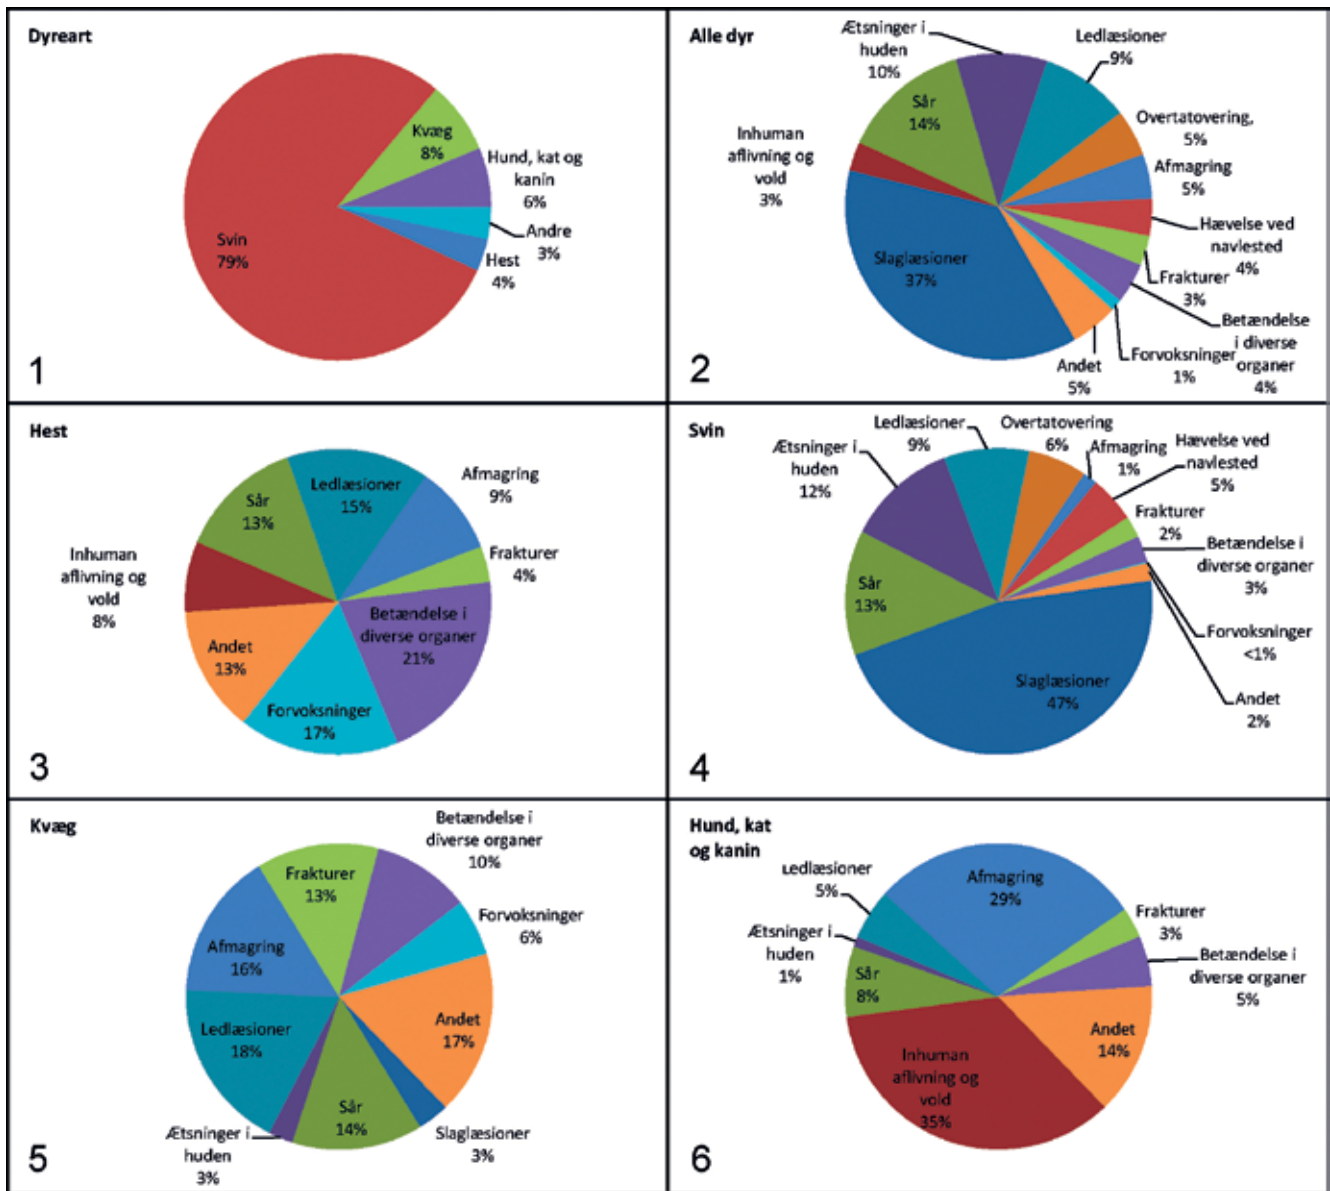 Dyreart
Kvæg
8%
Hund, kat og
kanin
6%
Andre
3%
Hest
4%
Svin
79%
1
Alle dyr
Ætsninger i
huden
10%
Ledlæsioner
9%
Sår
14%
Overtatovering,
5%
Inhuman
aflivning og
vold
3%
Afmagring
5%
Hævelse ved
navlested
4%
Slaglæsioner
37%
Frakturer
3%
Betændelse
i diverse
organer
4%
Forvoksninger
1%
Andet
5%
2
Hest
Ledlæsioner
15%
Afmagring
9%
Sår
13%
Frakturer
4%
Inhuman
aflivning og
vold
8%
Betændelse i
diverse organer
21%
Andet
13%
Forvoksninger
17%
3
Svin
Ledlæsioner
9%
Overtatovering
6%
Afmagring
1%
Hævelse ved
navlested
5%
Ætsninger i
huden
12%
Frakturer
2%
Betændelse i
diverse organer
3%
Sår
13%
Forvoksninger
<1%
Slaglæsioner
47%
Andet
2%
4
Kvæg
Betændelse i
diverse organer
10%
Frakturer
13%
Forvoksninger
6%
Afmagring
16%
Andet
17%
Ledlæsioner
18%
Sår
14%
Ætsninger i
huden
3%
Slaglæsioner
3%
5
Hund, kat
og kanin
Ledlæsioner
5%
Afmagring
29%
Frakturer
3%
Ætsninger i
huden
1%
Betændelse i
diverse organer
5%
Sår
8%
Andet
14%
Inhuman
aflivning og
vold
35%
6